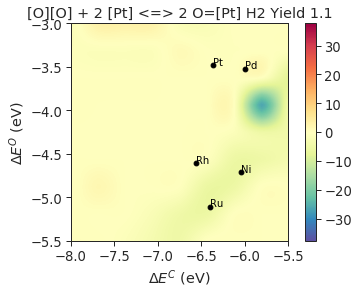 [O][O] + 2 [Pt] <=> 2 O=[Pt] H2 Yield 1.1
−3.0
−3.5
−4.0
−4.5
−5.0
−5.5
ΔE^O (eV)
Pt
Pd
Rh
Ni
Ru
−8.0 −7.5 −7.0 −6.5 −6.0 −5.5
ΔE^C (eV)
30
20
10
0
−10
−20
−30